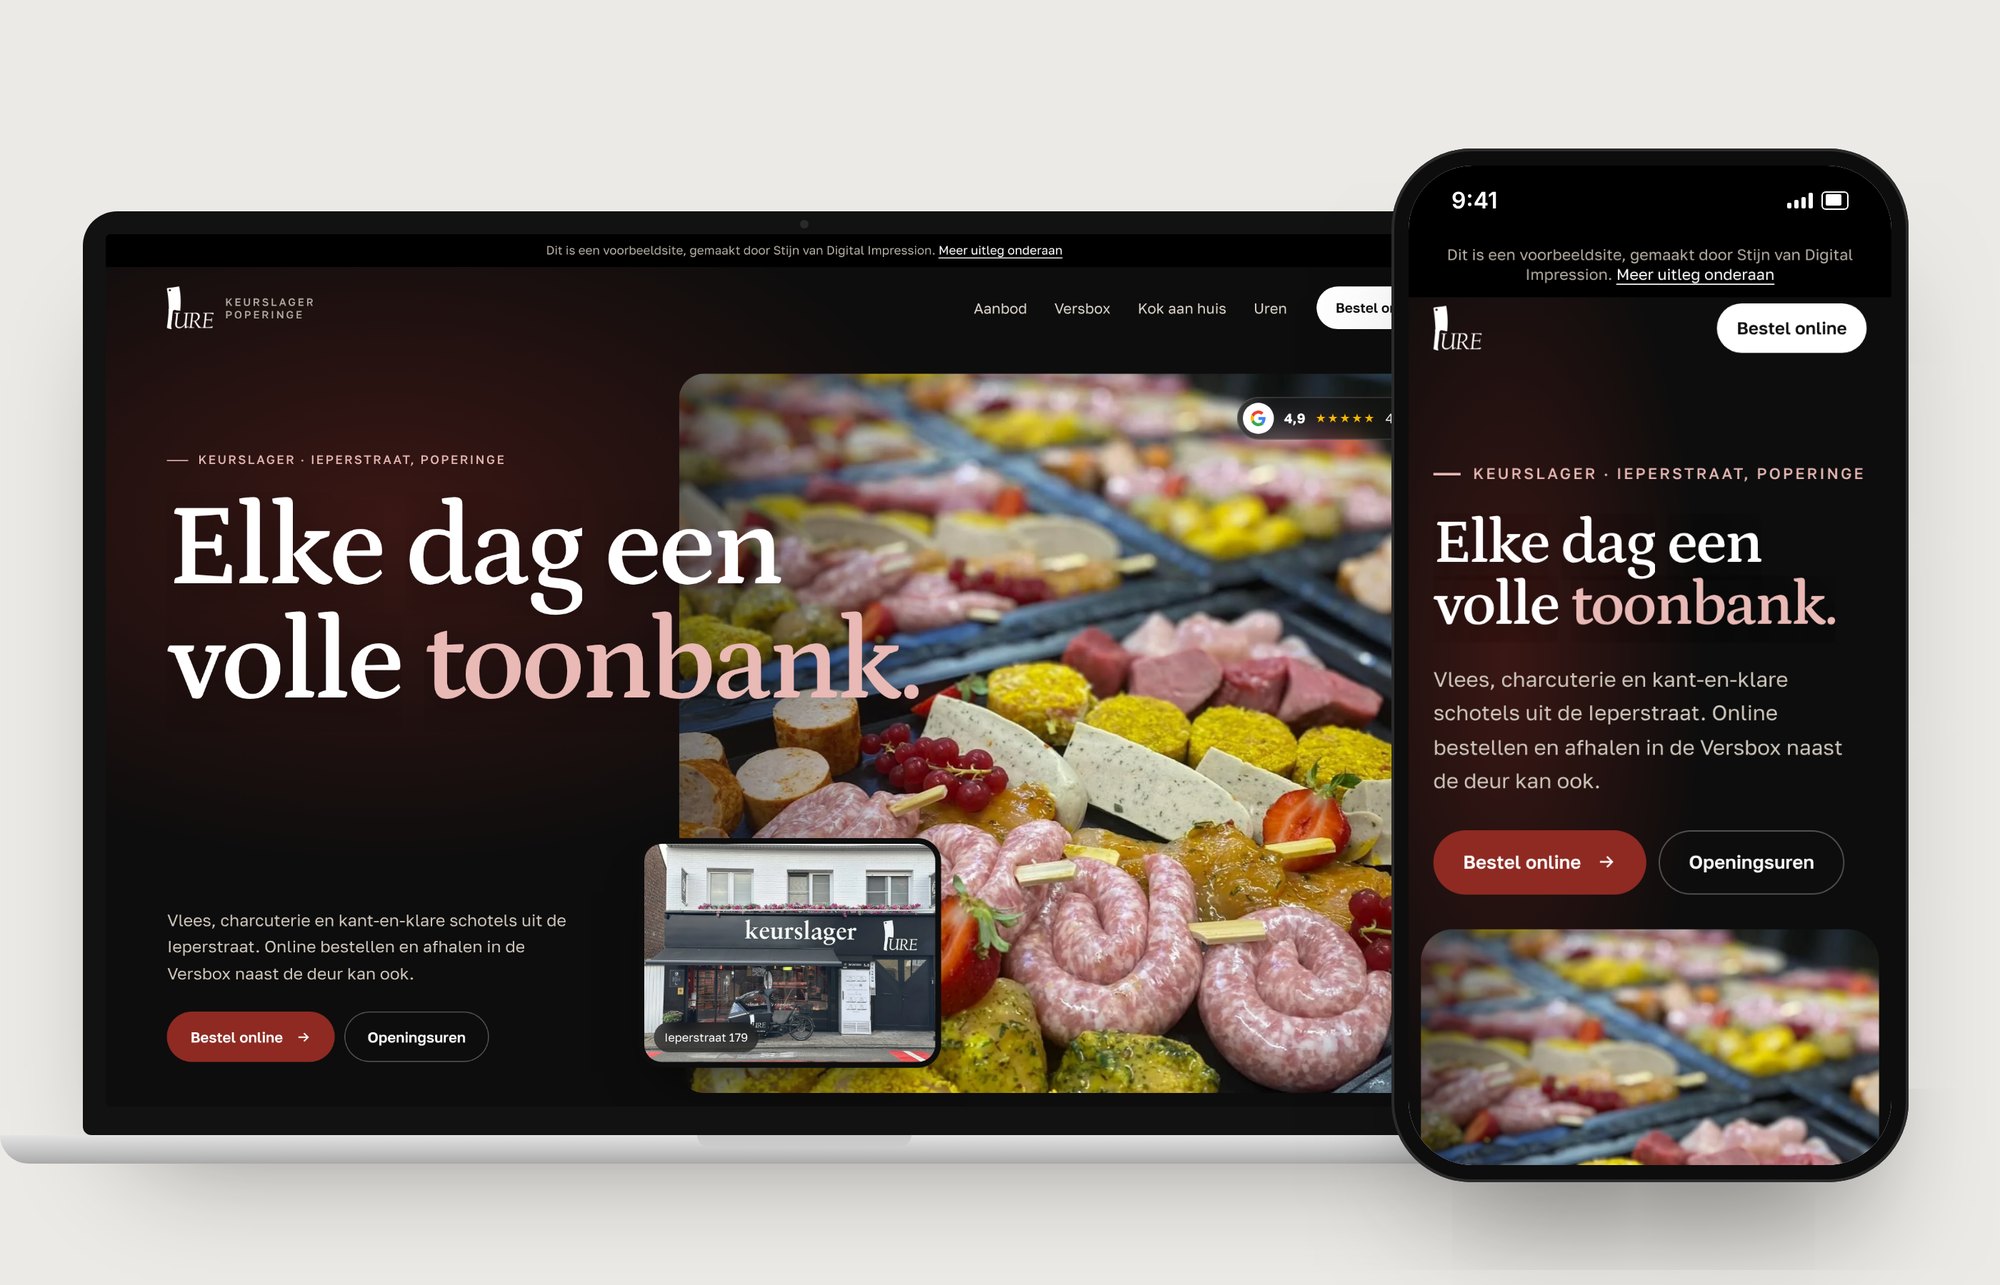 Dit is een voorbeeldsite, gemaakt door Stijn van Digital Impression. Meer uitleg onderaan
PURE
KEURSLAGER
POPERINGE
Aanbod
Versbox
Kok aan huis
Uren
Bestel
KEURSLAGER · IEPERSTRAAT, POPERINGE
Elke dag een
volle toonbank.
G 4,9 ★★★★★ 4
Vlees, charcuterie en kant-en-klare schotels uit de
Ieperstraat. Online bestellen en afhalen in de
Versbox naast de deur kan ook.
Bestel online →
Openingsuren
keurslager
PURE
Ieperstraat 179
9:41
Dit is een voorbeeldsite, gemaakt door Stijn van Digital
Impression. Meer uitleg onderaan
PURE
Bestel online
KEURSLAGER · IEPERSTRAAT, POPERINGE
Elke dag een
volle toonbank.
Vlees, charcuterie en kant-en-klare
schotels uit de Ieperstraat. Online
bestellen en afhalen in de Versbox naast
de deur kan ook.
Bestel online →
Openingsuren